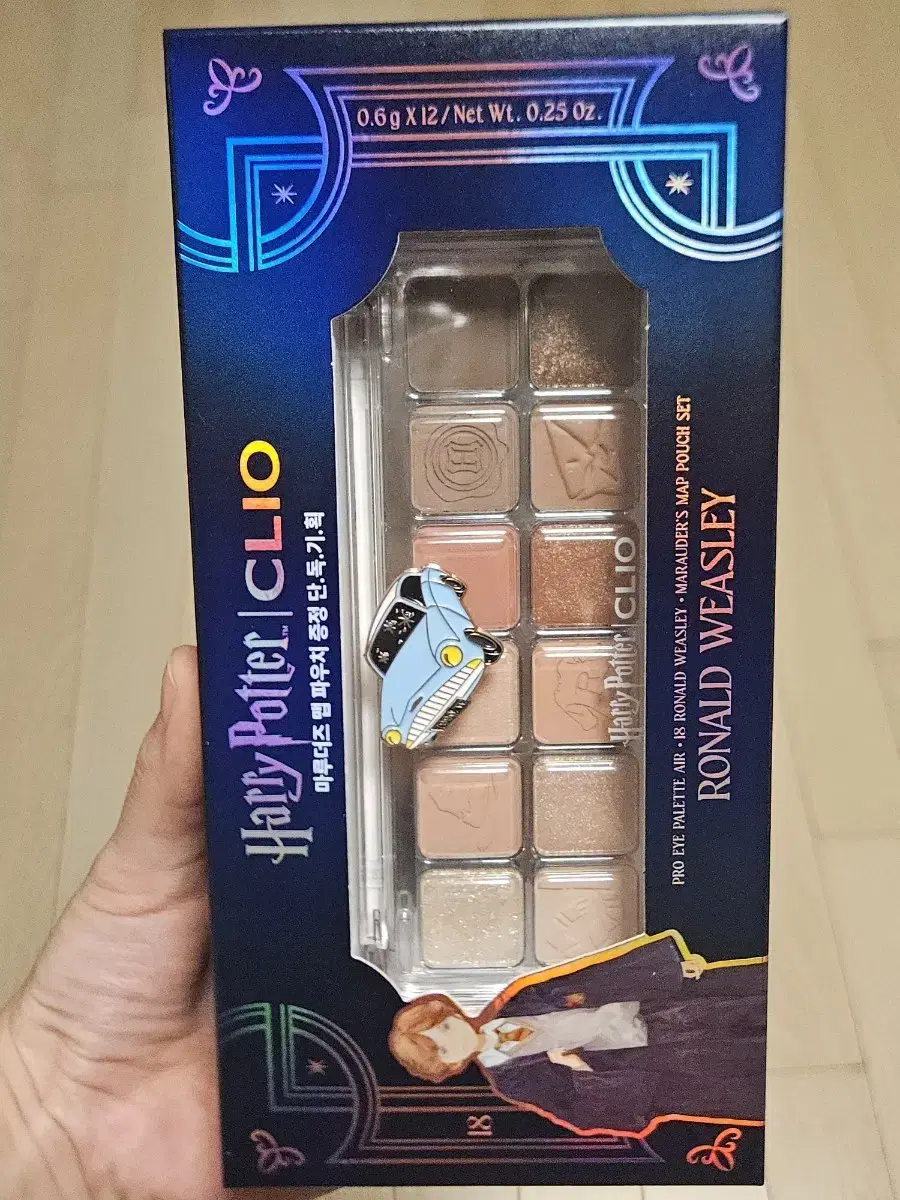 0.6 g X 12 / Net Wt. 0.25 Oz.
Harry Potter™ | CLIO
마루더즈 맵 파우치 증정 단.독.기.획
H
Harry Potter | CLIO
PRO EYE PALETTE AIR • 18 RONALD WEASLEY • MARAUDER'S MAP POUCH SET
RONALD WEASLEY
18